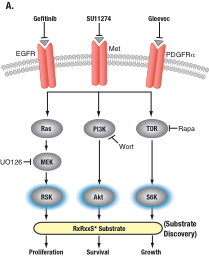 A.
Gefitinib SU11274 Gleevec
EGFR Met PDGFRα
Ras PI3K TOR Rapa
Wort
UO126 MEK
RSK Akt S6K
RxRxxS* Substrate (Substrate
Discovery)
Proliferation Survival Growth